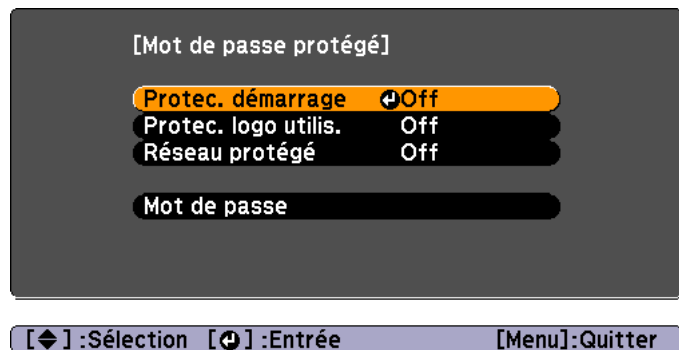 [Mot de passe protégé]
Protec. démarrage Off
Protec. logo utilis. Off
Réseau protégé Off
Mot de passe
[ ] :Sélection [ ] :Entrée [Menu]:Quitter